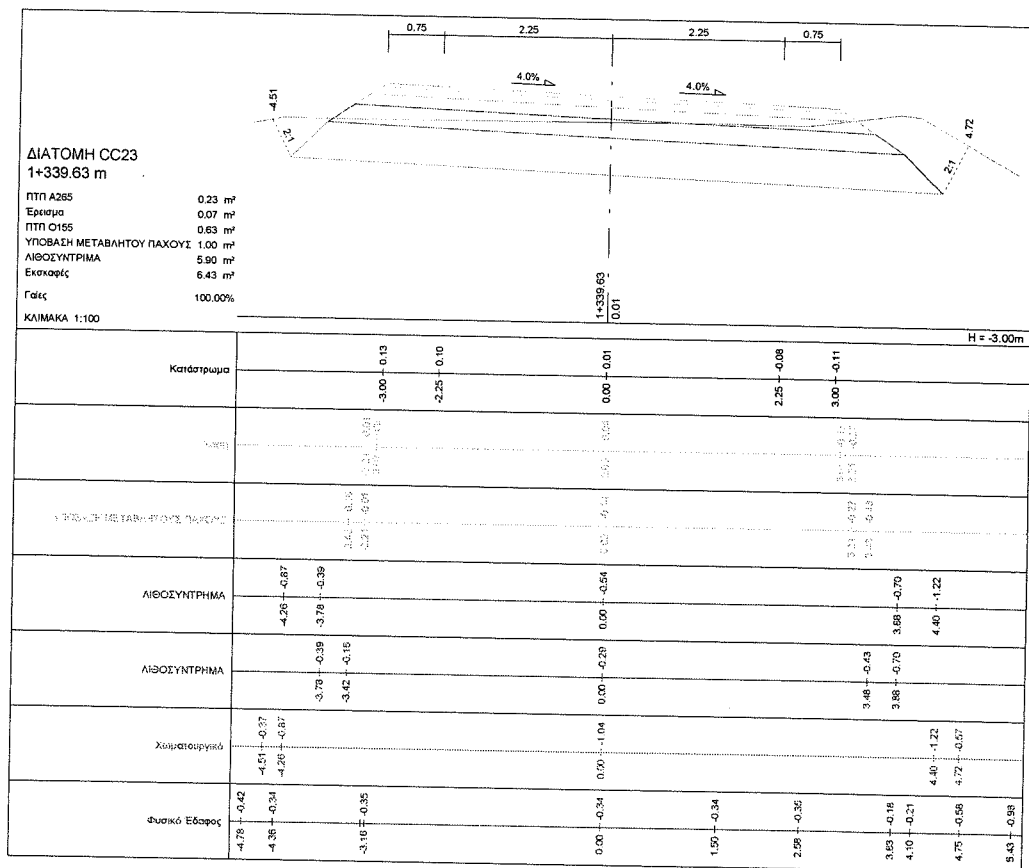 0.75 2.25 2.25 0.75
4.0% 4.0%
-4.51
4.72
2:1
2:1
ΔΙΑΤΟΜΗ CC23
1+339.63 m
ΠΤΠ Α265 0.23 m²
Έρεισμα 0.07 m²
ΠΤΠ Ο155 0.63 m²
ΥΠΟΒΑΣΗ ΜΕΤΑΒΛΗΤΟΥ ΠΑΧΟΥΣ 1.00 m²
ΛΙΘΟΣΥΝΤΡΙΜΑ 5.90 m²
Εκσκαφές 6.43 m²
Γαίες 100.00%
ΚΛΙΜΑΚΑ 1:100
1+339.63
0.01
H = -3.00m
Κατάστρωμα
0.13 0.10 0.01 -0.08 -0.11
-3.00 -2.25 0.00 2.25 3.00
ΜΕΤΑΒΛΗΤΟΥΣ ΠΑΧΟΥΣ
ΛΙΘΟΣΥΝΤΡΗΜΑ
-0.87 -0.39 -0.54 -0.70 -1.22
-4.26 -3.78 0.00 3.88 4.40
ΛΙΘΟΣΥΝΤΡΗΜΑ
-0.39 -0.16 -0.29 -0.43 -0.70
-3.78 -3.42 0.00 3.48 3.88
Χωματουργικά
-0.37 -0.87 -1.04 -1.22 -0.57
-4.51 -4.26 0.00 4.40 4.72
Φυσικό Έδαφος
-0.42 -0.34 -0.35 -0.34 -0.34 -0.35 -0.18 -0.21 -0.58 -0.98
-4.78 -4.36 -3.16 0.00 1.50 2.58 3.83 4.10 4.75 5.43